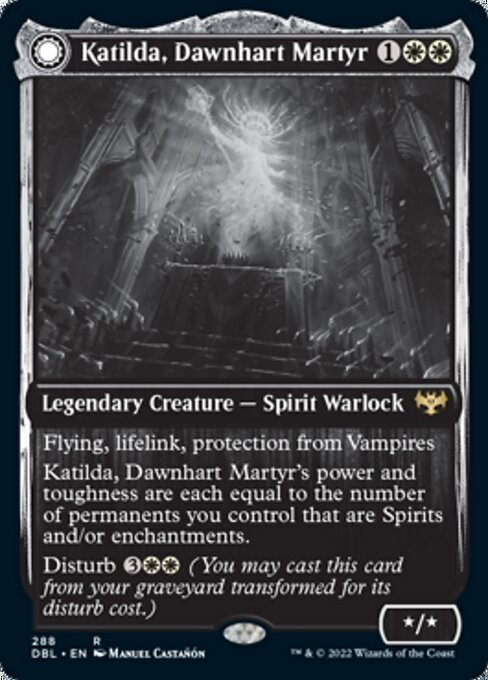 Katilda, Dawnhart Martyr 1
Legendary Creature — Spirit Warlock
Flying, lifelink, protection from Vampires
Katilda, Dawnhart Martyr's power and
toughness are each equal to the number
of permanents you control that are Spirits
and/or enchantments.
Disturb 3 (You may cast this card
from your graveyard transformed for its
disturb cost.)
*/*
288 R
DBL • EN Manuel Castañón
™ & © 2022 Wizards of the Coast